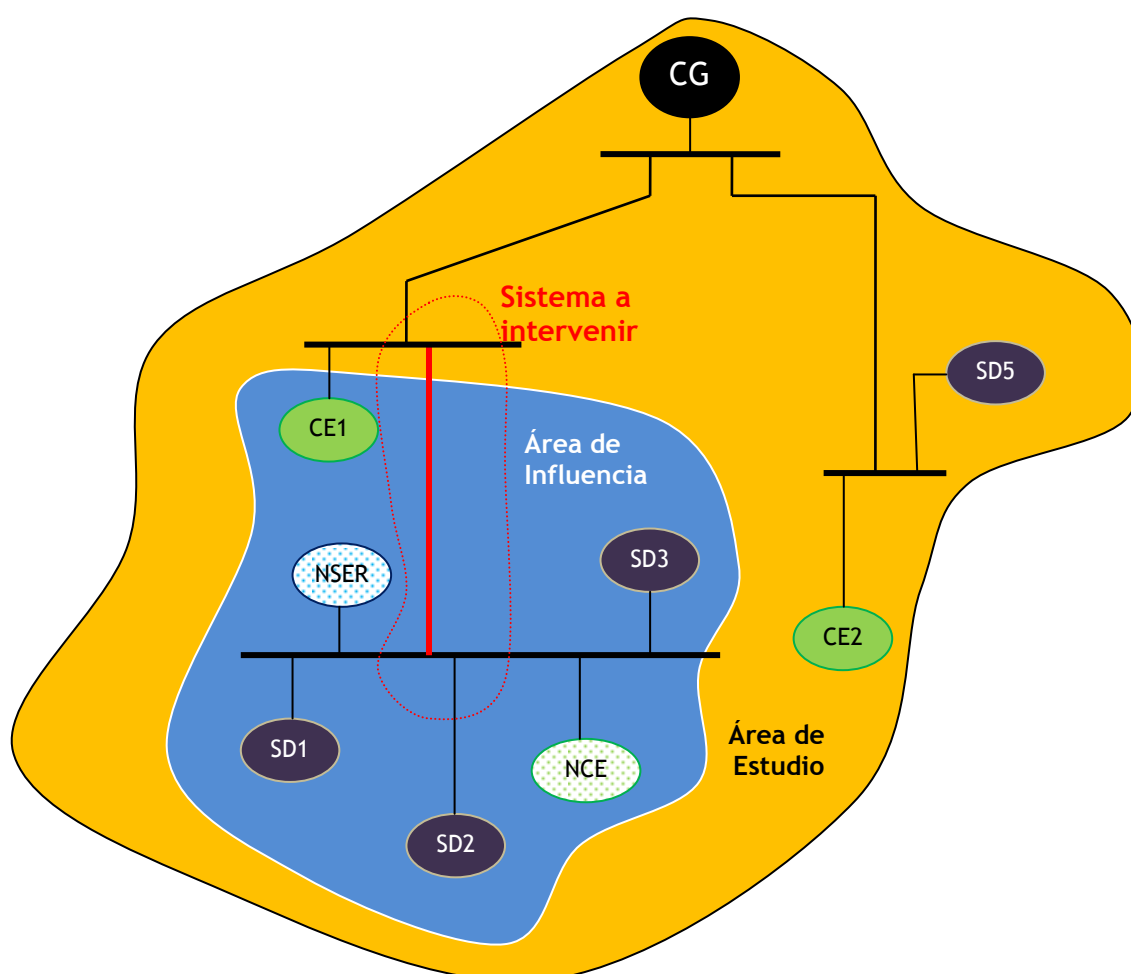 CG
Sistema a
intervenir
SD5
CE1
Área de
Influencia
SD3
NSER
CE2
SD1
Área de
Estudio
NCE
SD2